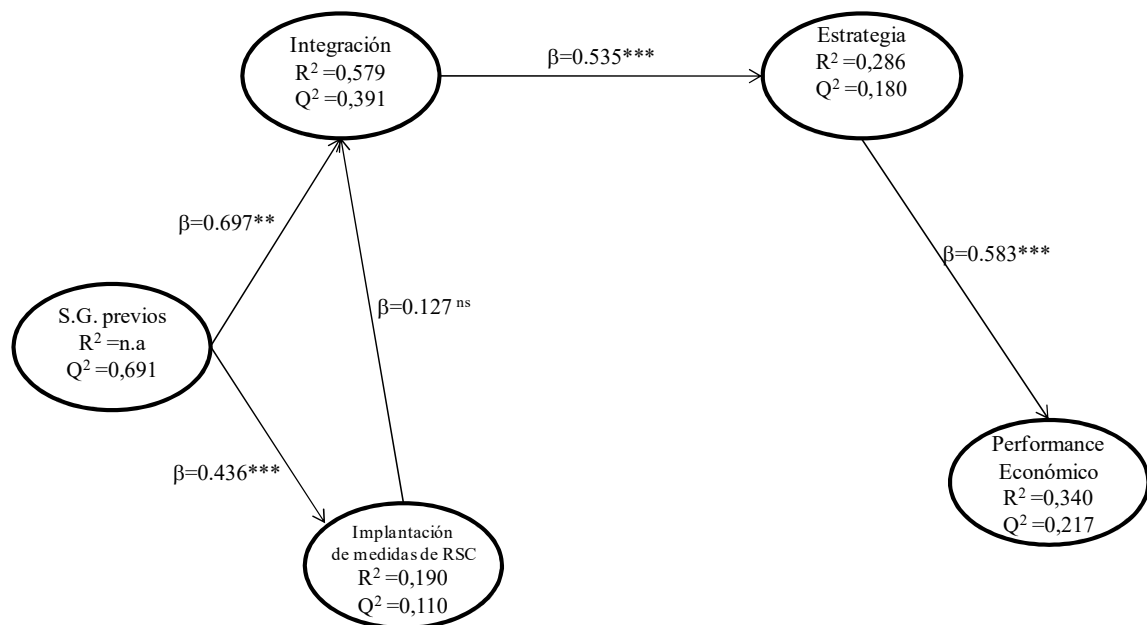 Integración
R² =0,579
Q² =0,391
β=0.535***
Estrategia
R² =0,286
Q² =0,180
β=0.697**
β=0.583***
S.G. previos
R² =n.a
Q² =0,691
β=0.127 ns
β=0.436***
Performance
Económico
R² =0,340
Q² =0,217
Implantación
de medidas de RSC
R² =0,190
Q² =0,110